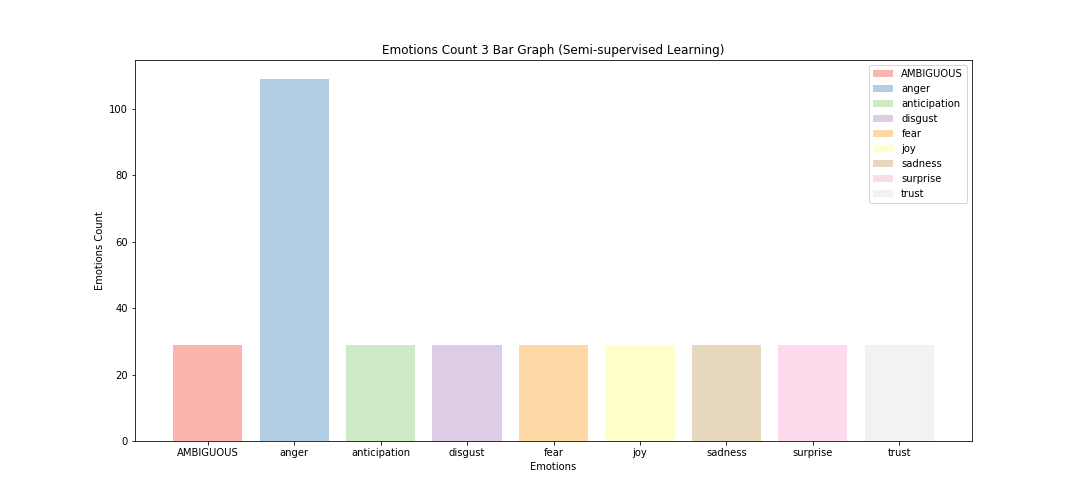 Emotions Count 3 Bar Graph (Semi-supervised Learning)
AMBIGUOUS
anger
anticipation
disgust
fear
joy
sadness
surprise
trust
Emotions Count
100
80
60
40
20
0
AMBIGUOUS anger anticipation disgust fear joy sadness surprise trust
Emotions